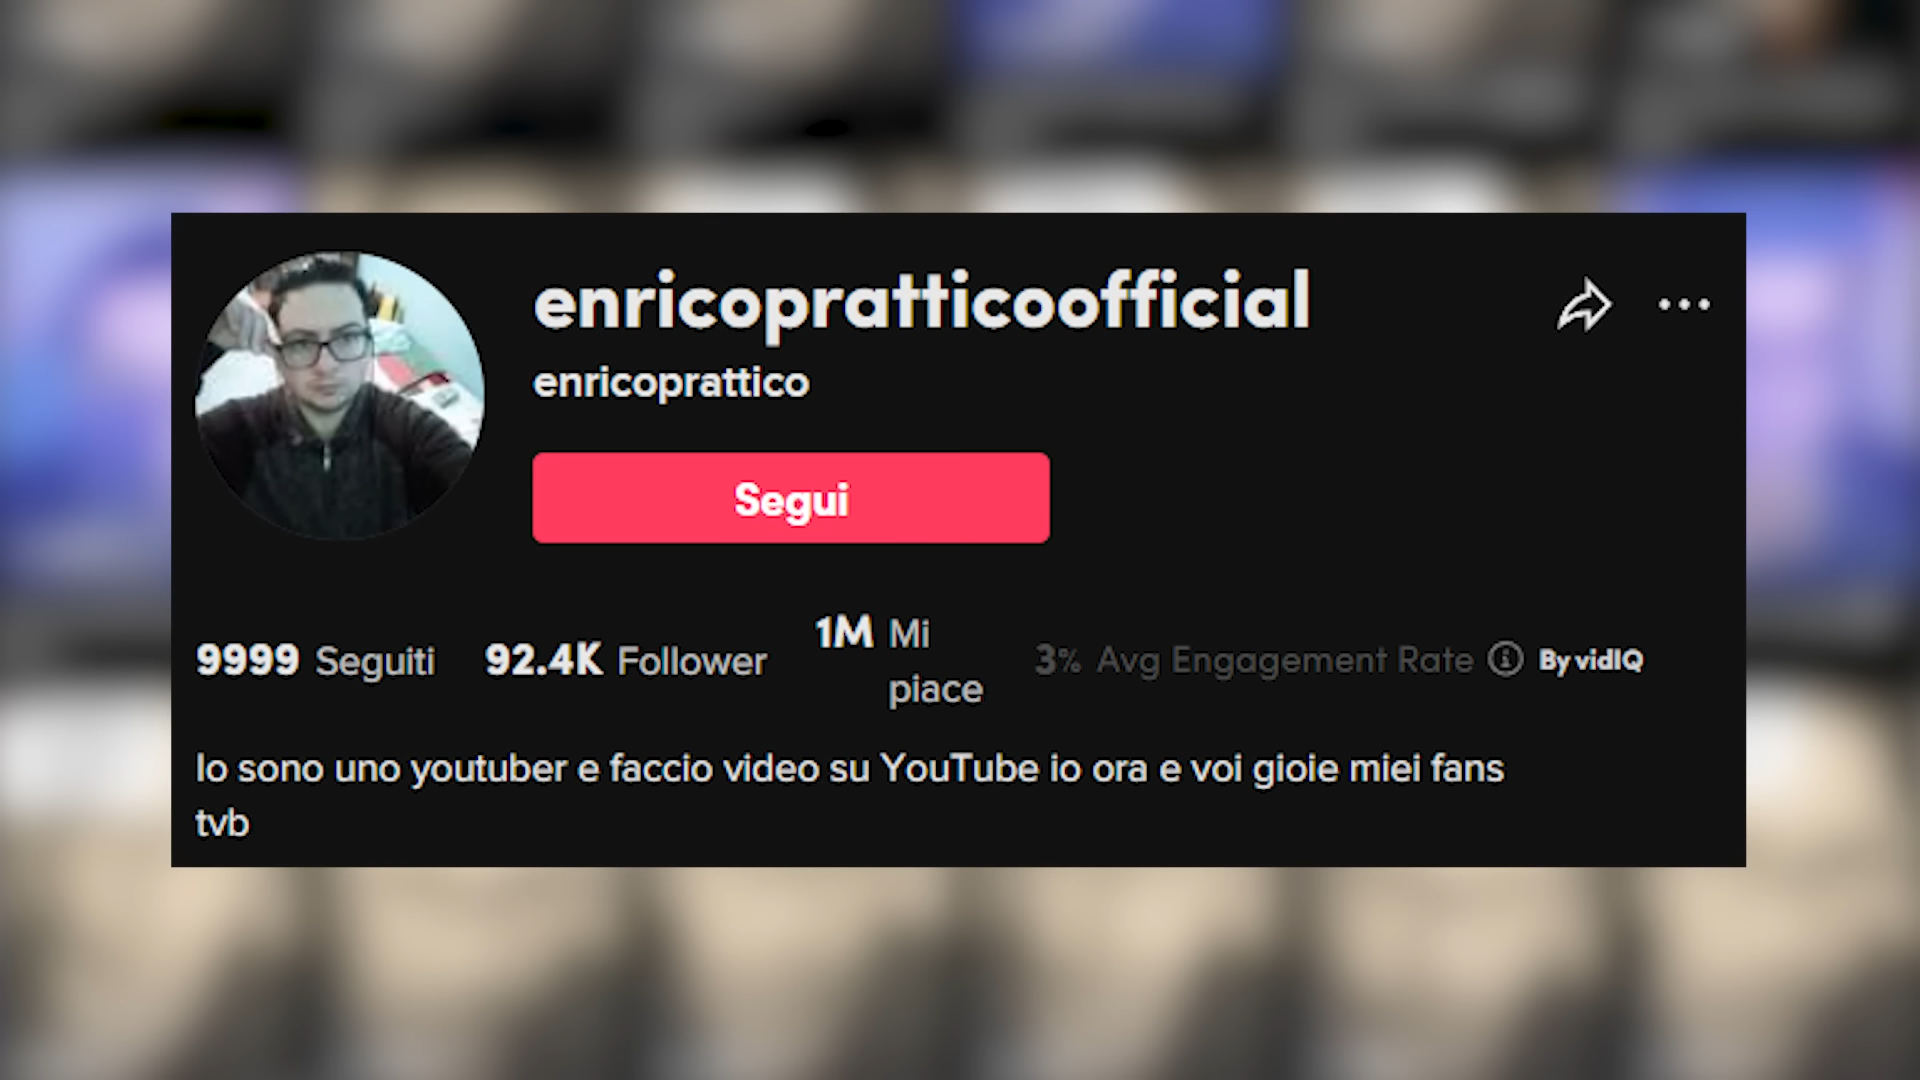 enricopratticoofficial
enricoprattico
Segui
9999 Seguiti 92.4K Follower 1M Mi piace 3% Avg Engagement Rate By vidIQ
Io sono uno youtuber e faccio video su YouTube io ora e voi gioie miei fans
tvb